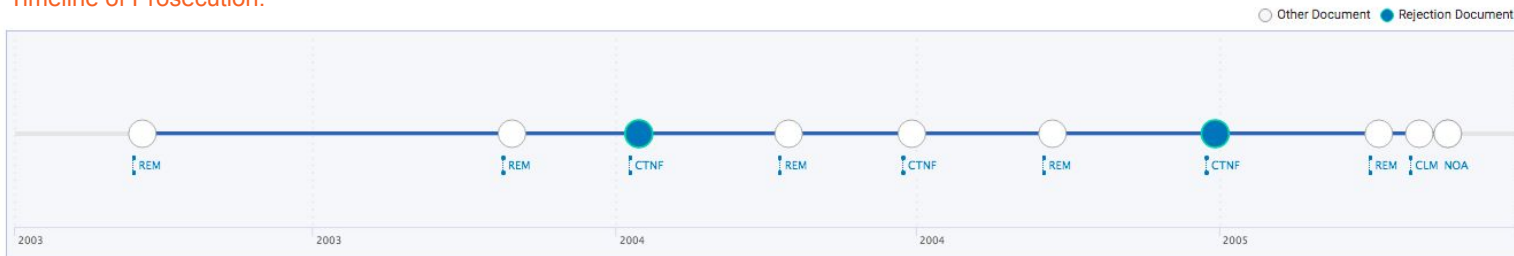 Timeline of Prosecution:
Other Document Rejection Document
REM REM CTNF REM CTNF REM CTNF REM CLM NOA
2003 2003 2004 2004 2005